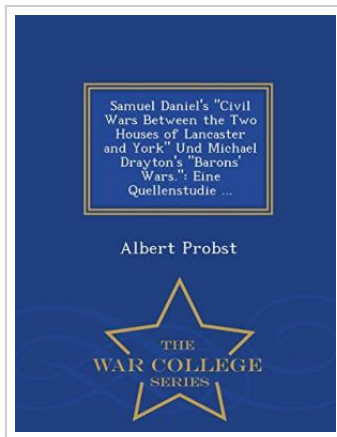 Samuel Daniel's "Civil
Wars Between the Two
Houses of Lancaster
and York" Und Michael
Drayton's "Barons'
Wars.": Eine
Quellenstudie ...
Albert Probst
THE
WAR COLLEGE
SERIES